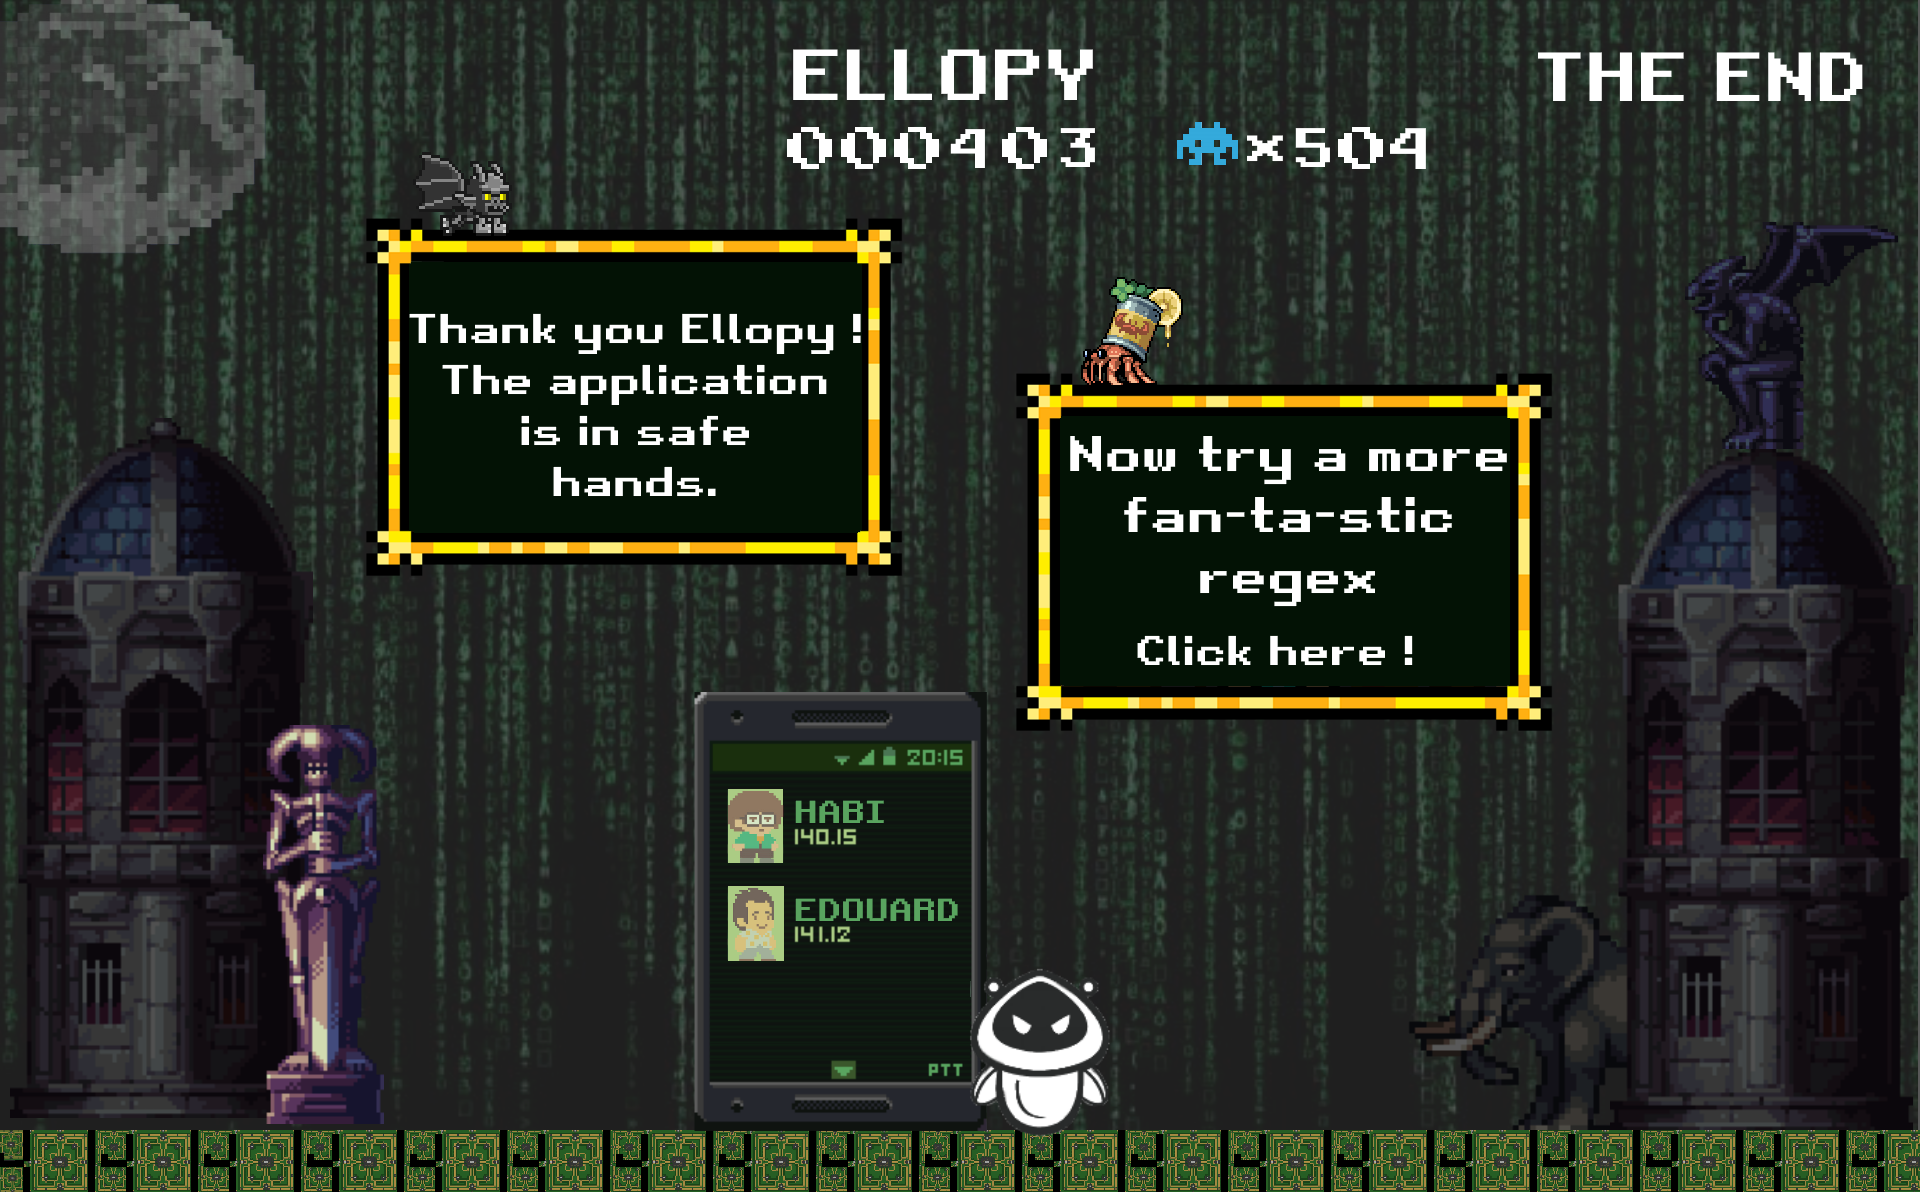 ELLOPY
THE END
000403
x504
Thank you Ellopy !
The application
is in safe
hands.
Now try a more
fan-ta-stic
regex
Click here !
20:15
HABI
140.15
EDOUARD
141.12
PTT